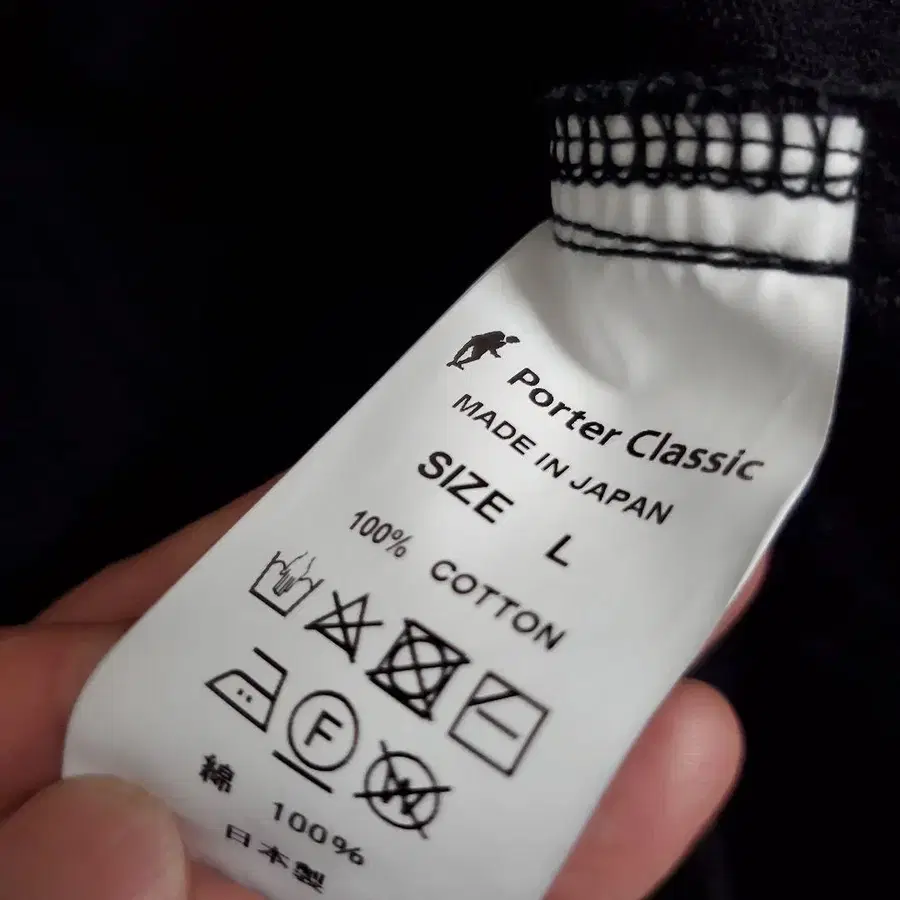 Porter Classic
MADE IN JAPAN
SIZE L
100% COTTON
F
W
綿 100%
日本製